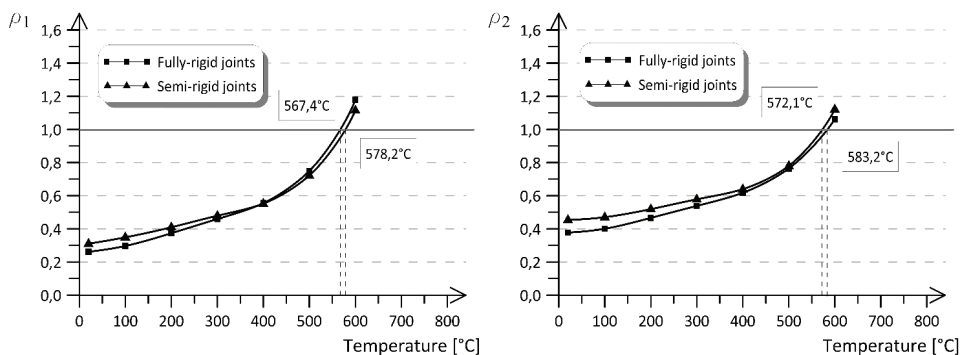 ρ1
1,6
1,4
1,2
1,0
0,8
0,6
0,4
0,2
0,0
Fully-rigid joints
Semi-rigid joints
567,4°C
578,2°C
0 100 200 300 400 500 600 700 800
Temperature [°C]
ρ2
1,6
1,4
1,2
1,0
0,8
0,6
0,4
0,2
0,0
Fully-rigid joints
Semi-rigid joints
572,1°C
583,2°C
0 100 200 300 400 500 600 700 800
Temperature [°C]